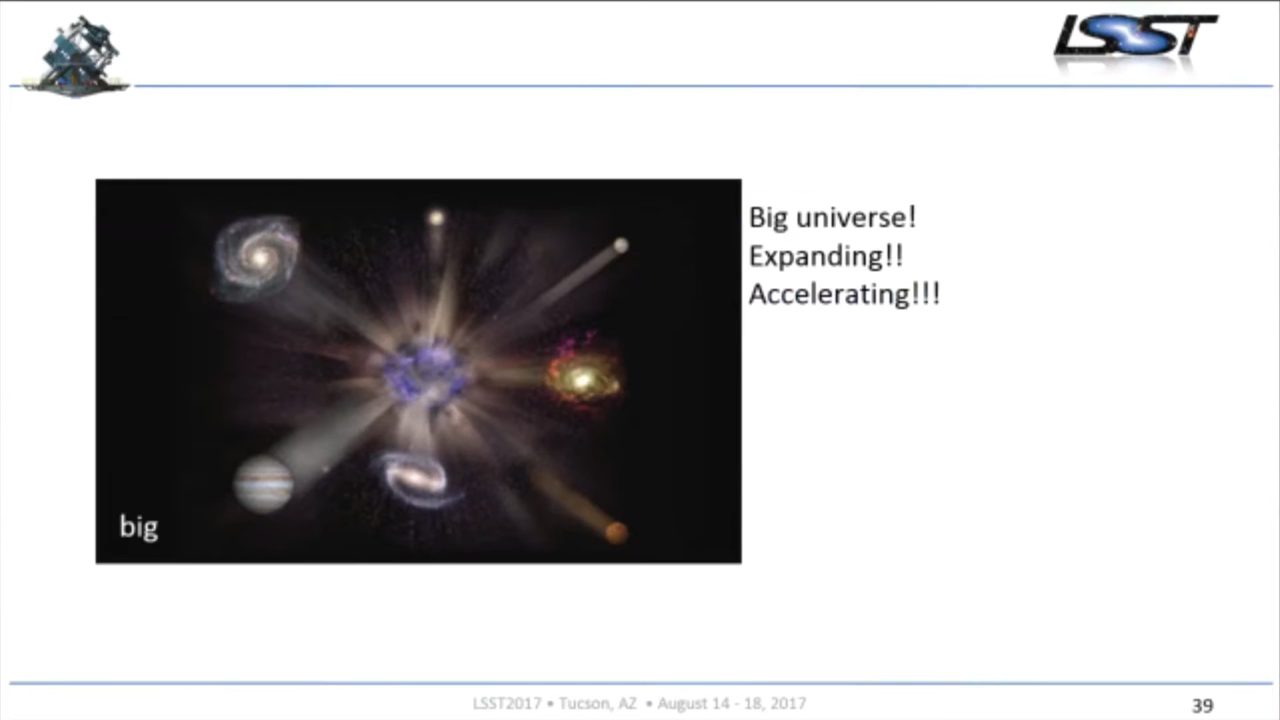 LSST
Big universe!
Expanding!!
Accelerating!!!
big
LSST2017 • Tucson, AZ • August 14 - 18, 2017
39